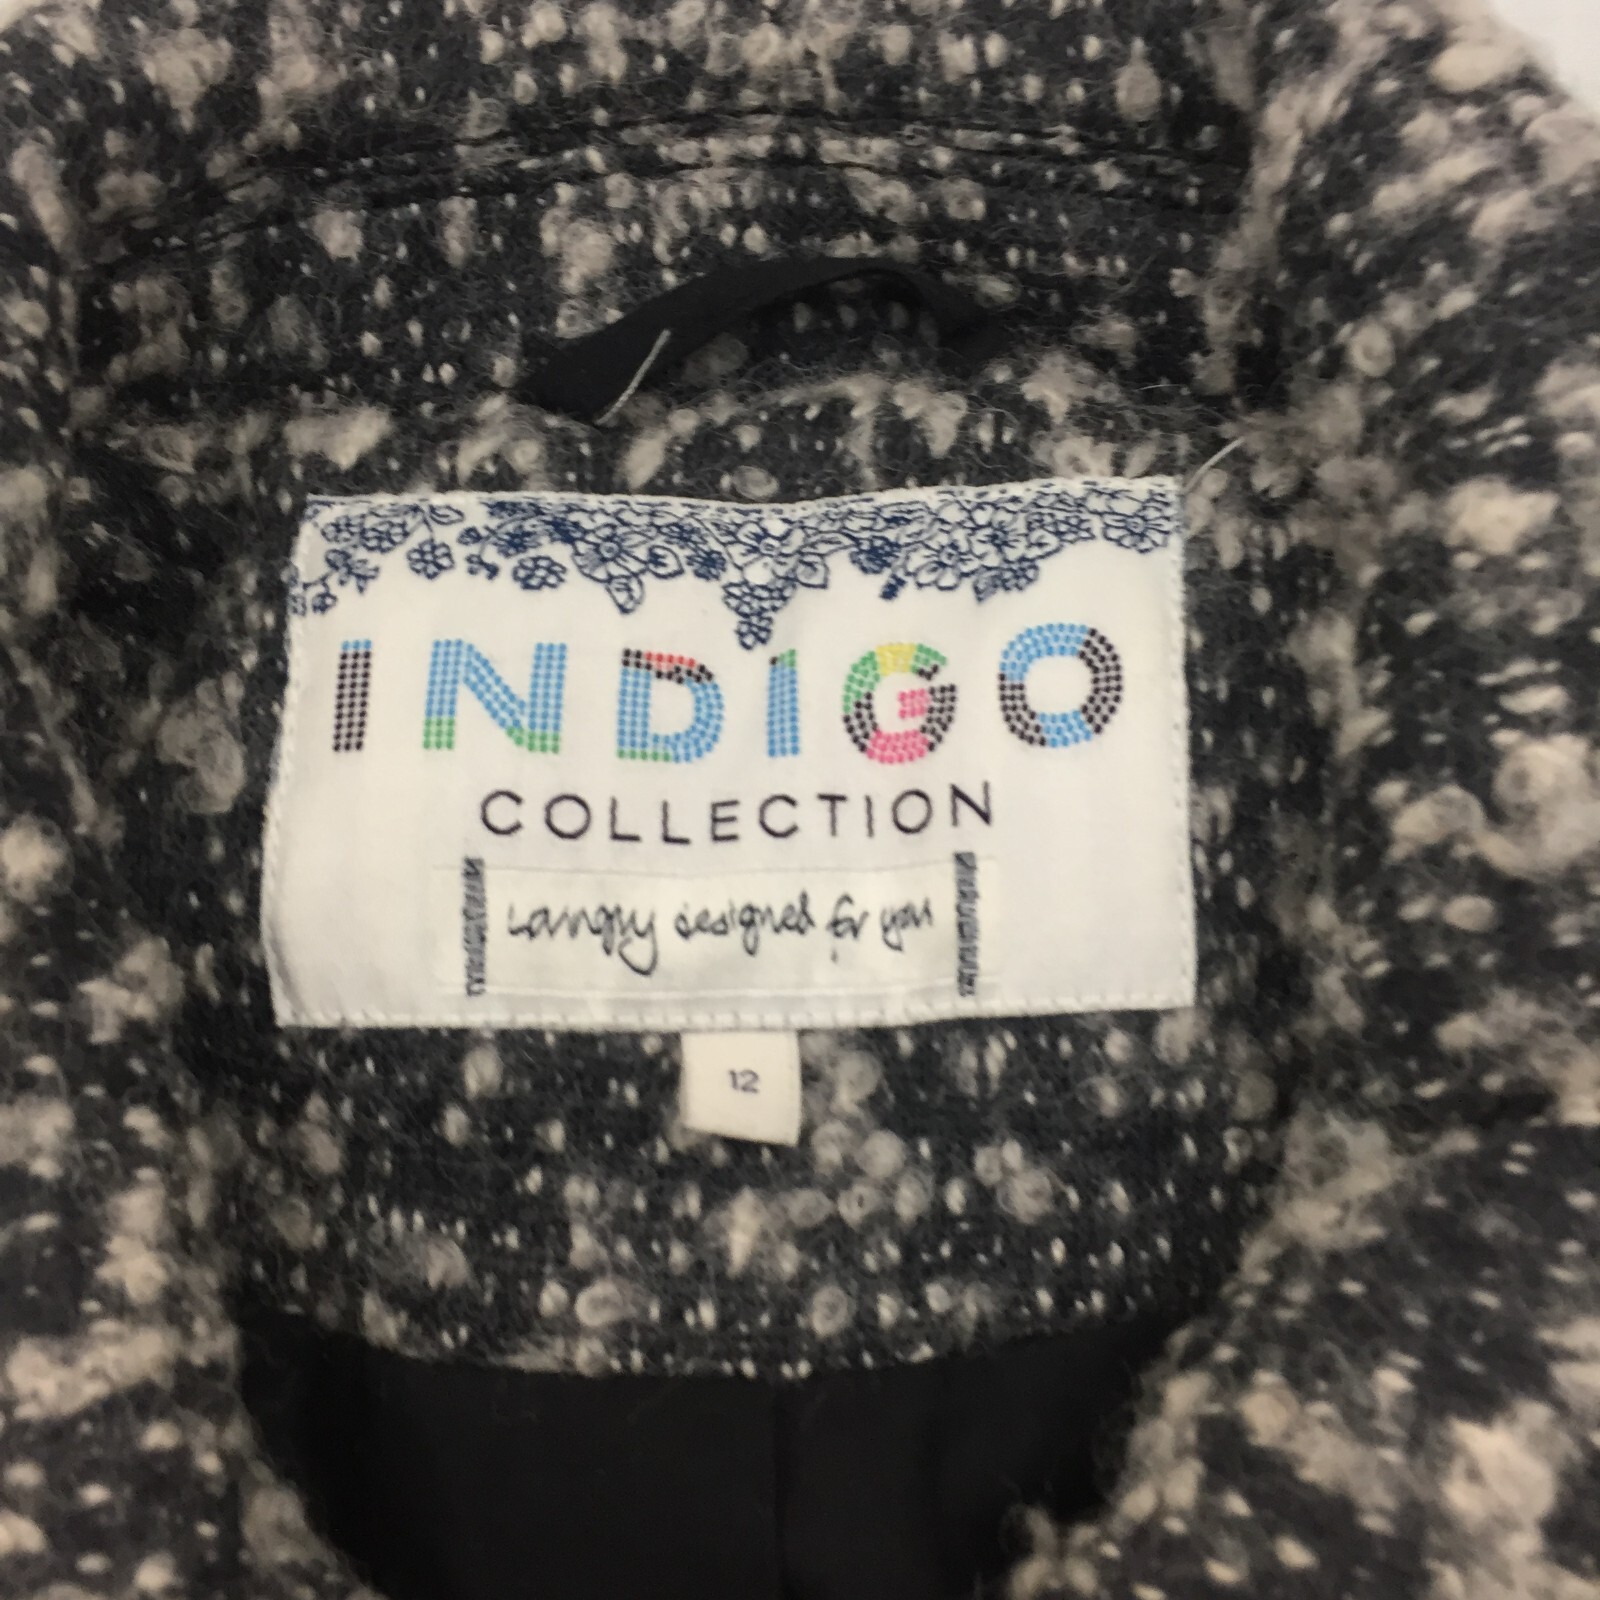 INDIGO
COLLECTION
Lovingly designed for you
12